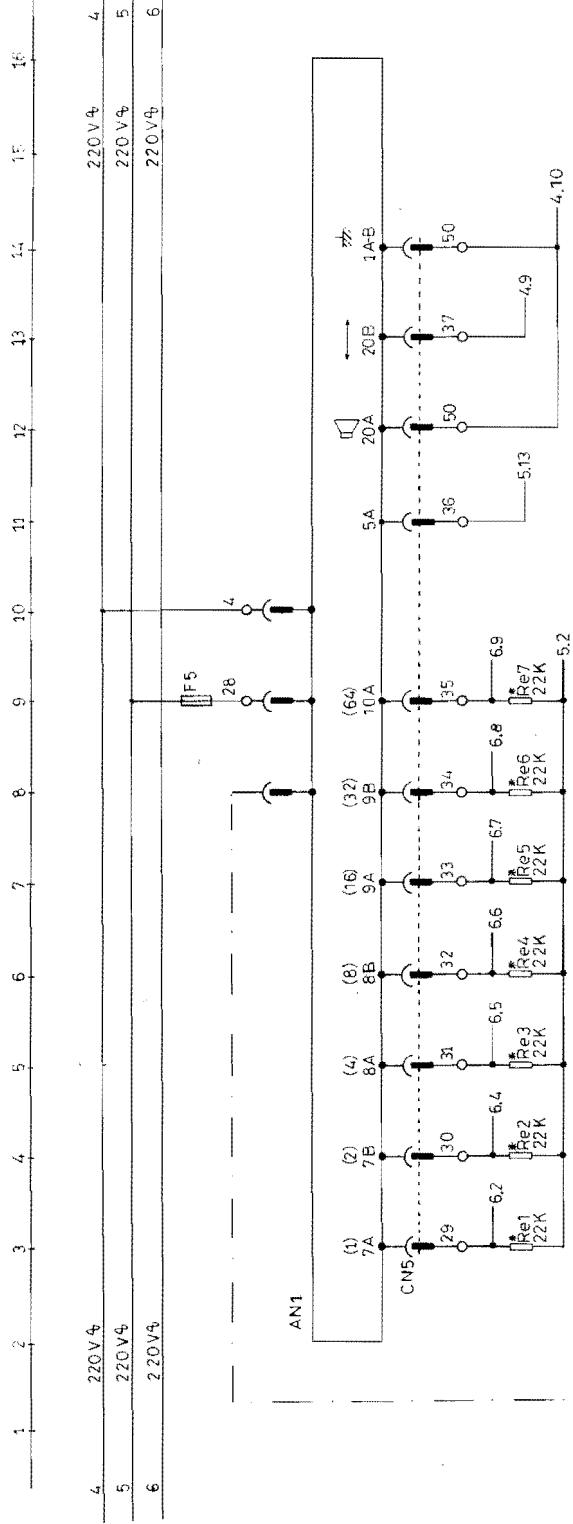 1 2 3 4 5 6 7 8 9 10 11 12 13 14 15 16
4 220V 220V 4
5 220V 220V 5
6 220V 220V 6
F5
28 4
AN1
(1) (2) (4) (8) (16) (32) (64)
7A 7B 8A 8B 9A 9B 10A 5A 20A 20B 1A-B
CN5
29 30 31 32 33 34 35 36 50 37 50
6,2 6,4 6,5 6,6 6,7 6,8 6,9 5,13 4,9 4,10
*Re1 *Re2 *Re3 *Re4 *Re5 *Re6 *Re7
22K 22K 22K 22K 22K 22K 22K
5,2